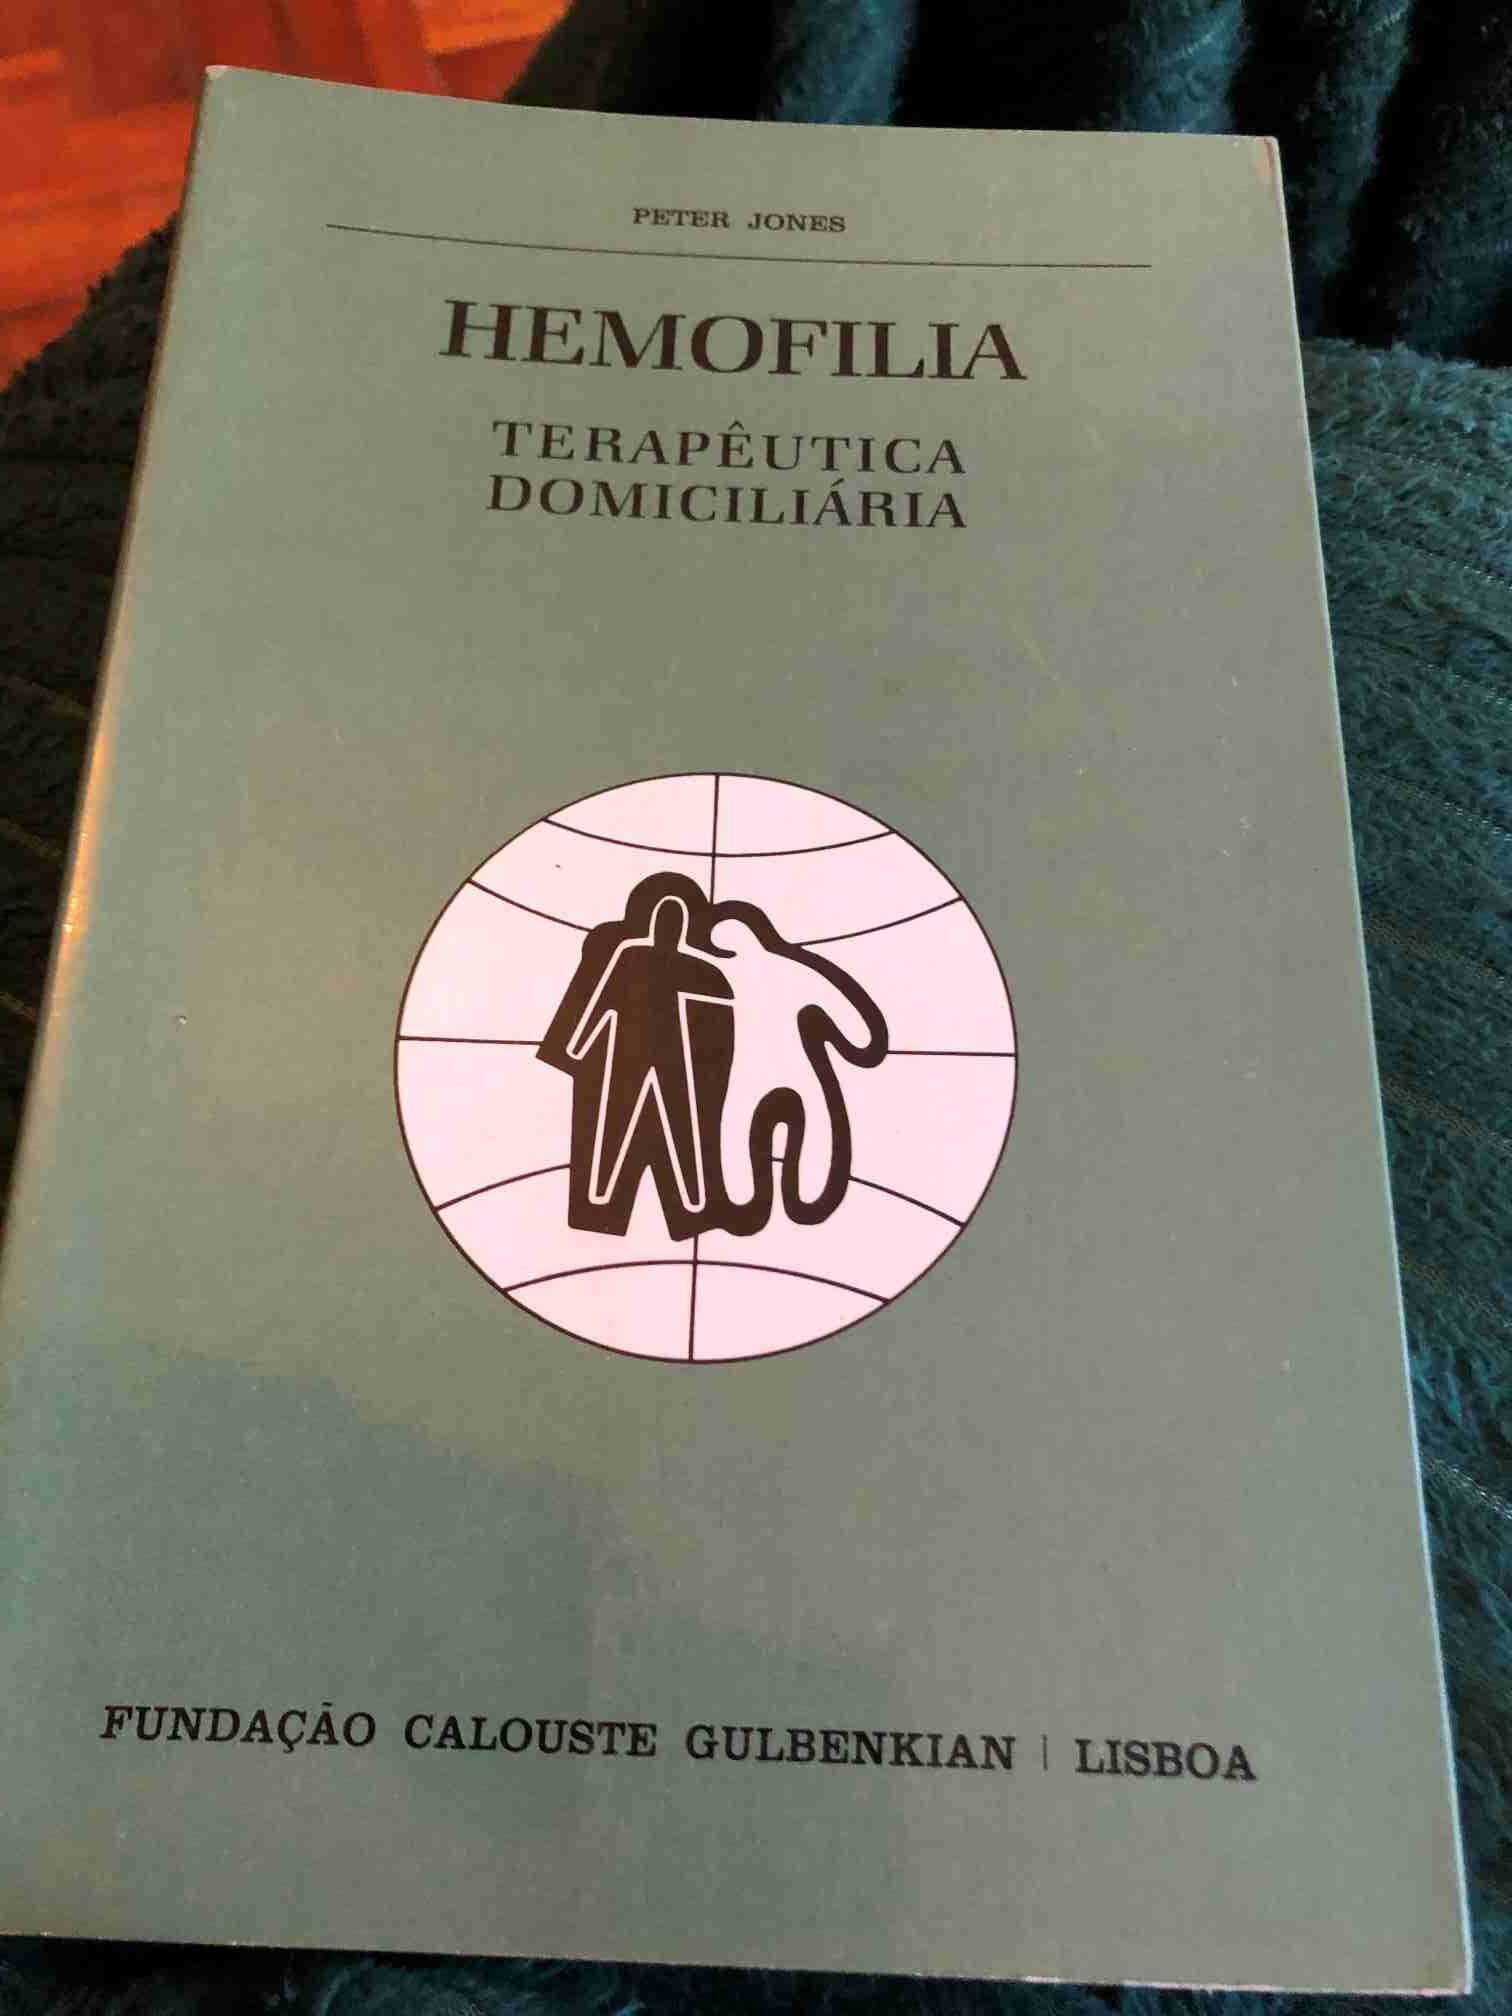 PETER JONES
HEMOFILIA
TERAPÊUTICA
DOMICILIÁRIA
FUNDAÇÃO CALOUSTE GULBENKIAN | LISBOA